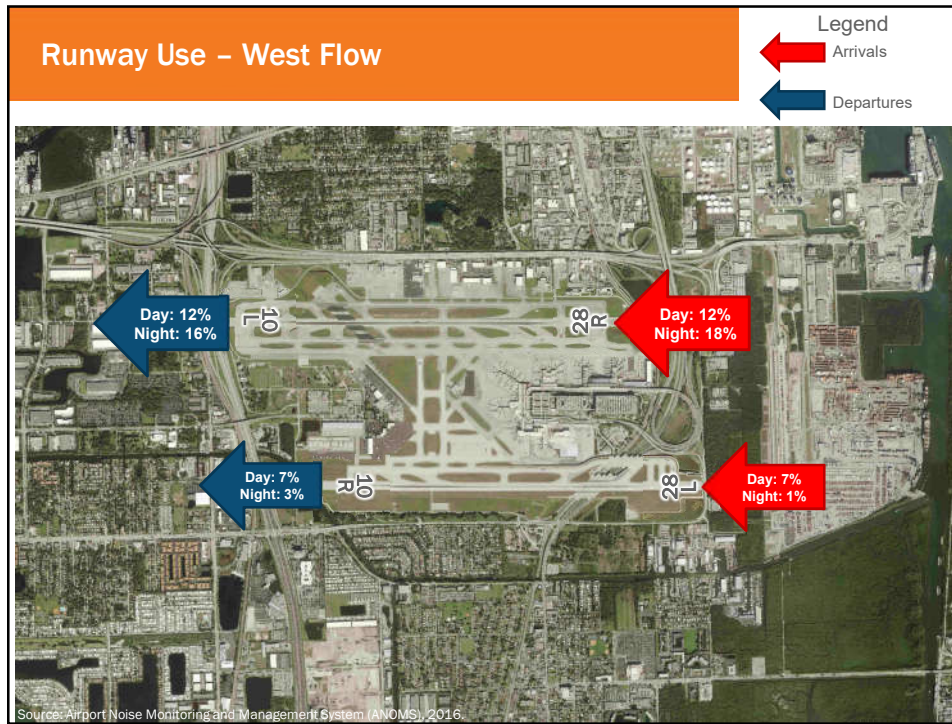 Runway Use – West Flow
Legend
Arrivals
Departures
Day: 12%
Night: 16%
10
L
28
R
Day: 12%
Night: 18%
Day: 7%
Night: 3%
10
R
28
L
Day: 7%
Night: 1%
Source: Airport Noise Monitoring and Management System (ANOMS), 2016.